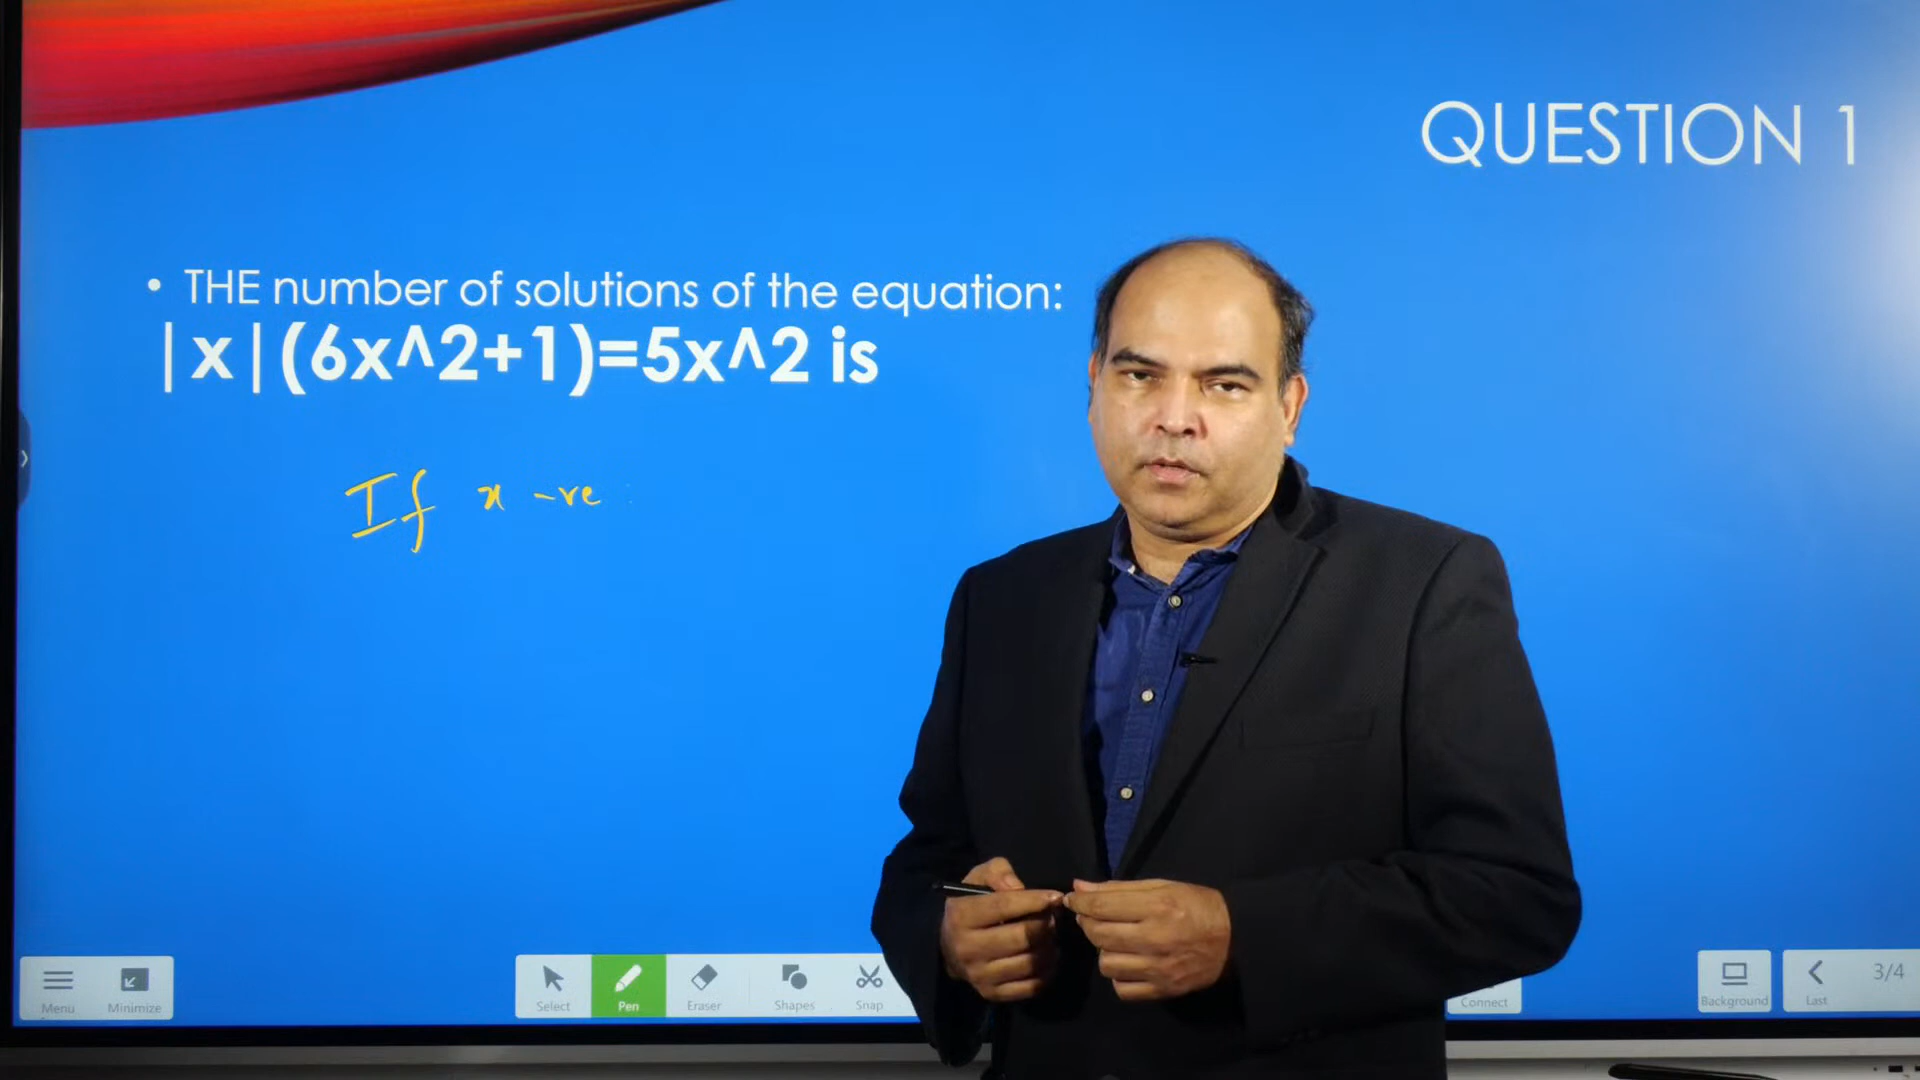 QUESTION 1
• THE number of solutions of the equation:
|x|(6x^2+1)=5x^2 is
If x -ve
Menu
Minimize
Select
Pen
Eraser
Shapes
Snap
Connect
Background
Last
3/4